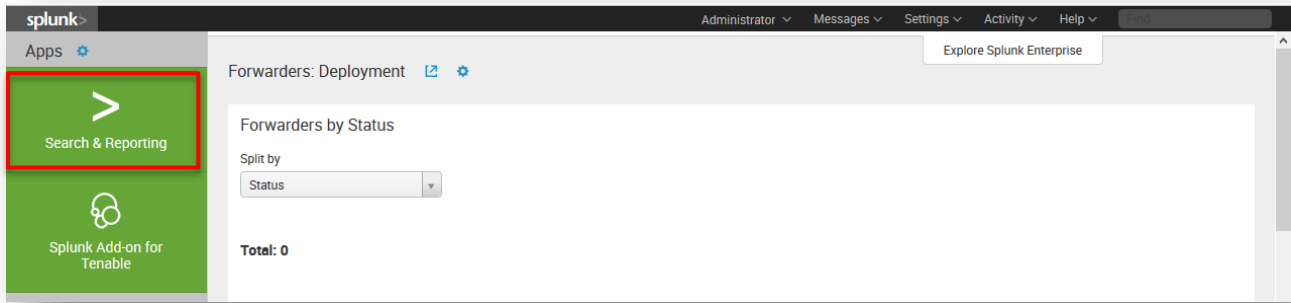 splunk>
Administrator
Messages
Settings
Activity
Help
Find
Apps
Explore Splunk Enterprise
Forwarders: Deployment
>
Search & Reporting
Forwarders by Status
Split by
Status
Splunk Add-on for
Tenable
Total: 0